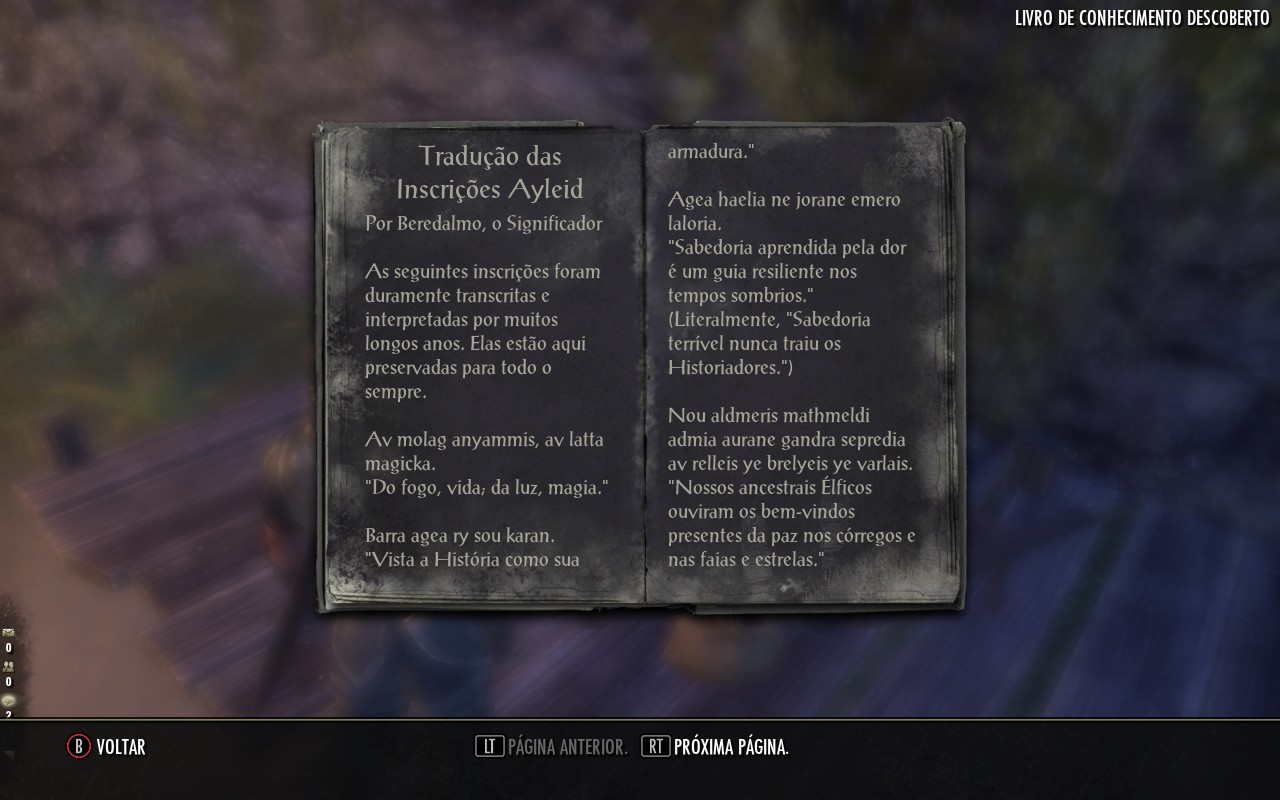 LIVRO DE CONHECIMENTO DESCOBERTO
Tradução das
Inscrições Ayleid
Por Beredalmo, o Significador
As seguintes inscrições foram
duramente transcritas e
interpretadas por muitos
longos anos. Elas estão aqui
preservadas para todo o
sempre.
Av molag anyammis, av latta
magicka.
"Do fogo, vida; da luz, magia."
Barra agea ry sou karan.
"Vista a História como sua
armadura."
Agea haelia ne jorane emero
laloria.
"Sabedoria aprendida pela dor
é um guia resiliente nos
tempos sombrios."
(Literalmente, "Sabedoria
terrível nunca traiu os
Historiadores.")
Nou aldmeris mathmeldi
admia aurane gandra sepredia
av relleis ye brelyeis ye varlais.
"Nossos ancestrais Élficos
ouviram os bem-vindos
presentes da paz nos córregos e
nas faias e estrelas."
0
0
B VOLTAR
LT PÁGINA ANTERIOR. RT PRÓXIMA PÁGINA.